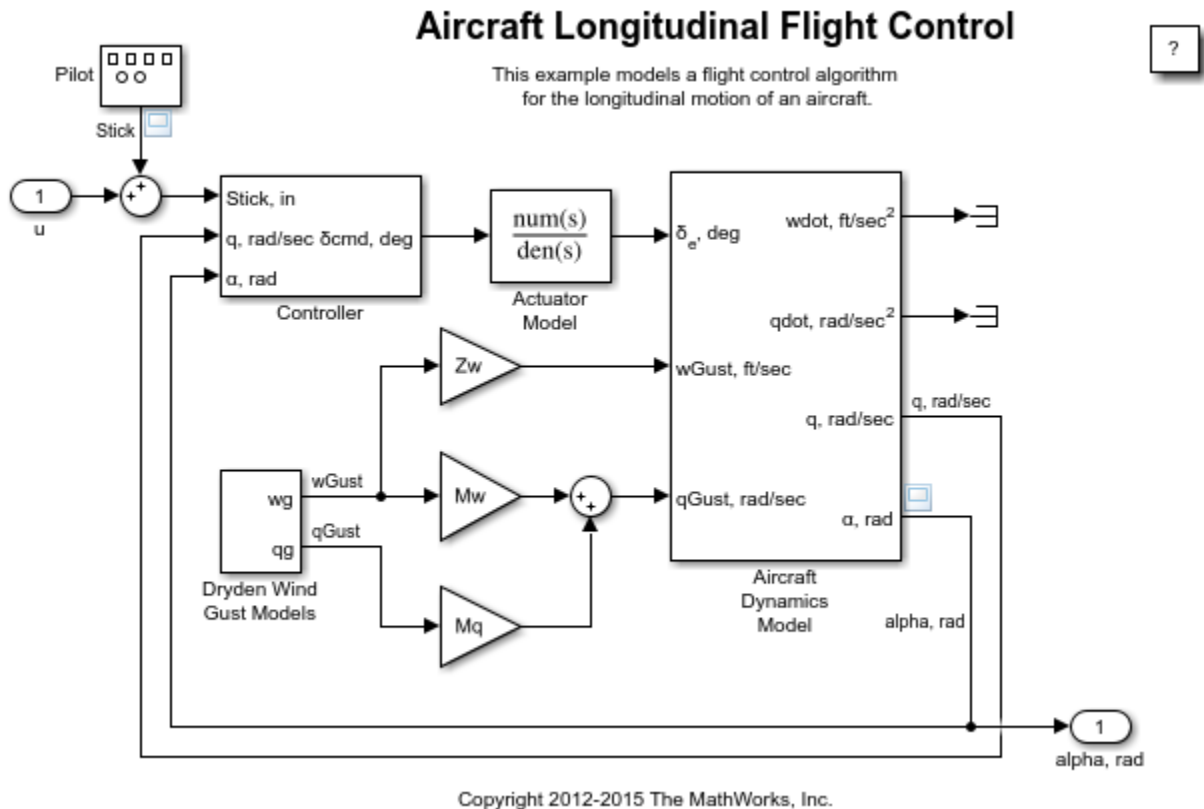 Aircraft Longitudinal Flight Control
?
This example models a flight control algorithm
for the longitudinal motion of an aircraft.
Pilot
Stick
1
u
Stick, in
q, rad/sec δcmd, deg
α, rad
Controller
num(s)
den(s)
Actuator
Model
δe, deg
wGust, ft/sec
qGust, rad/sec
wdot, ft/sec²
qdot, rad/sec²
q, rad/sec
α, rad
Aircraft
Dynamics
Model
q, rad/sec
alpha, rad
Zw
Mw
Mq
wg
qg
wGust
qGust
Dryden Wind
Gust Models
1
alpha, rad
Copyright 2012-2015 The MathWorks, Inc.